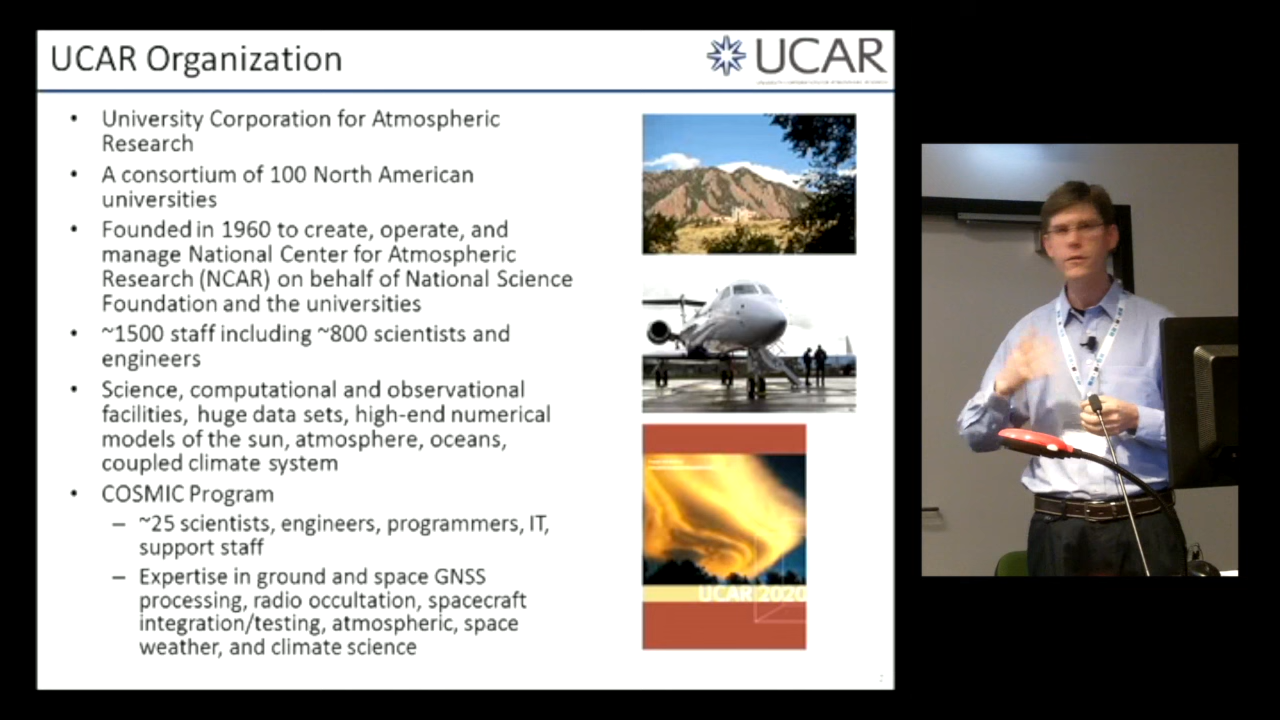 UCAR Organization
UCAR
• University Corporation for Atmospheric
Research
• A consortium of 100 North American
universities
• Founded in 1960 to create, operate, and
manage National Center for Atmospheric
Research (NCAR) on behalf of National Science
Foundation and the universities
• ~1500 staff including ~800 scientists and
engineers
• Science, computational and observational
facilities, huge data sets, high-end numerical
models of the sun, atmosphere, oceans,
coupled climate system
• COSMIC Program
– ~25 scientists, engineers, programmers, IT,
support staff
– Expertise in ground and space GNSS
processing, radio occultation, spacecraft
integration/testing, atmospheric, space
weather, and climate science
UCAR 2020